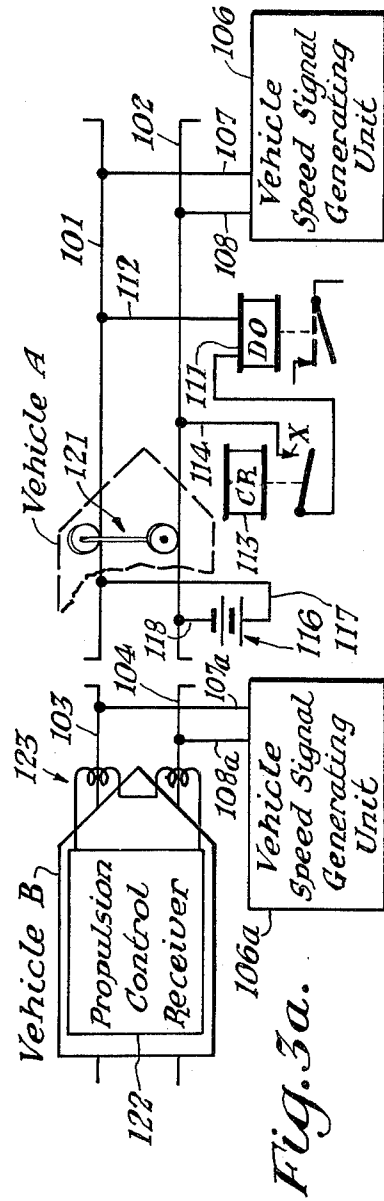 Vehicle B
123
103
104
Propulsion
Control
Receiver
122
107a
108a
106a
Vehicle
Speed Signal
Generating
Unit
Vehicle A
121
118
116
117
101
102
112
114
113
CR
X
111
DO
107
108
106
Vehicle
Speed Signal
Generating
Unit
Fig. 3a.